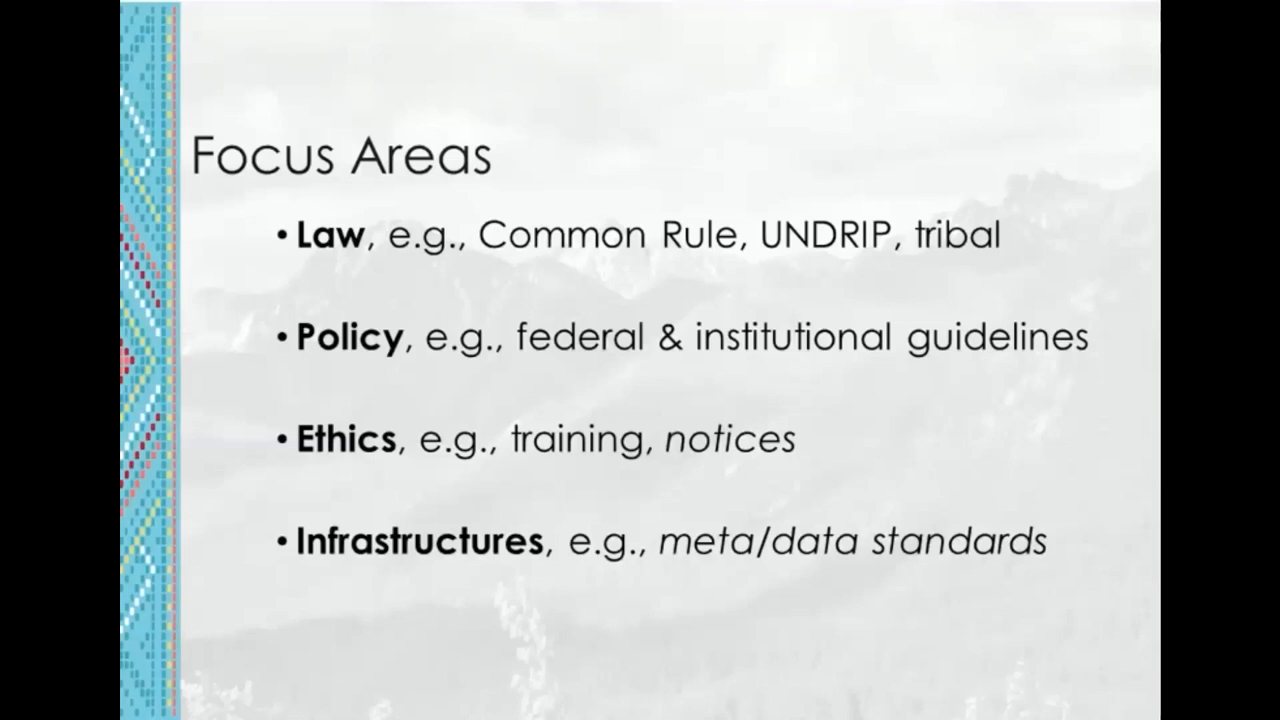 Focus Areas
• Law, e.g., Common Rule, UNDRIP, tribal
• Policy, e.g., federal & institutional guidelines
• Ethics, e.g., training, notices
• Infrastructures, e.g., meta/data standards